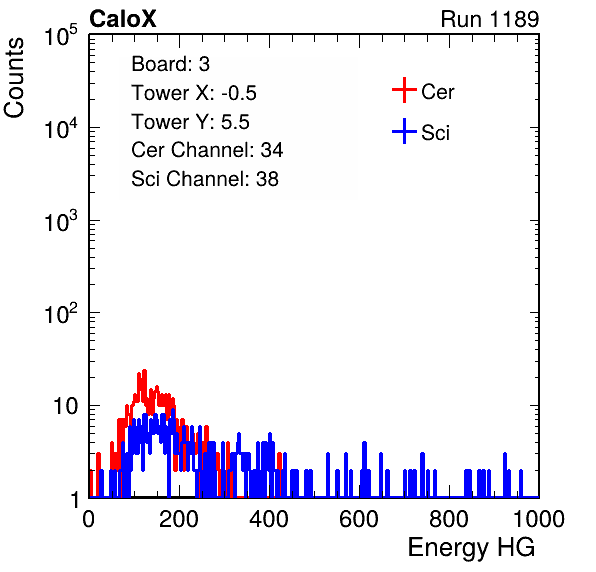 CaloX Run 1189
Counts
Board: 3
Tower X: -0.5
Tower Y: 5.5
Cer Channel: 34
Sci Channel: 38
Cer
Sci
10^5
10^4
10^3
10^2
10
1
0 200 400 600 800 1000
Energy HG